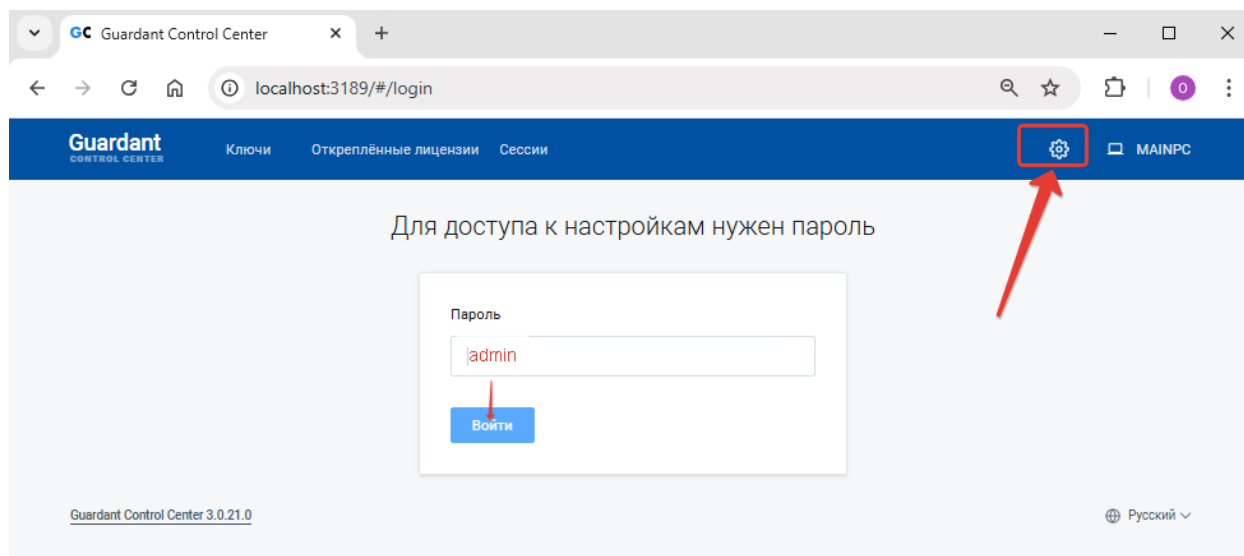 GC Guardant Control Center
localhost:3189/#/login
O
Guardant
CONTROL CENTER
Ключи Откреплённые лицензии Сессии
MAINPC
Для доступа к настройкам нужен пароль
Пароль
admin
Войти
Guardant Control Center 3.0.21.0
Русский